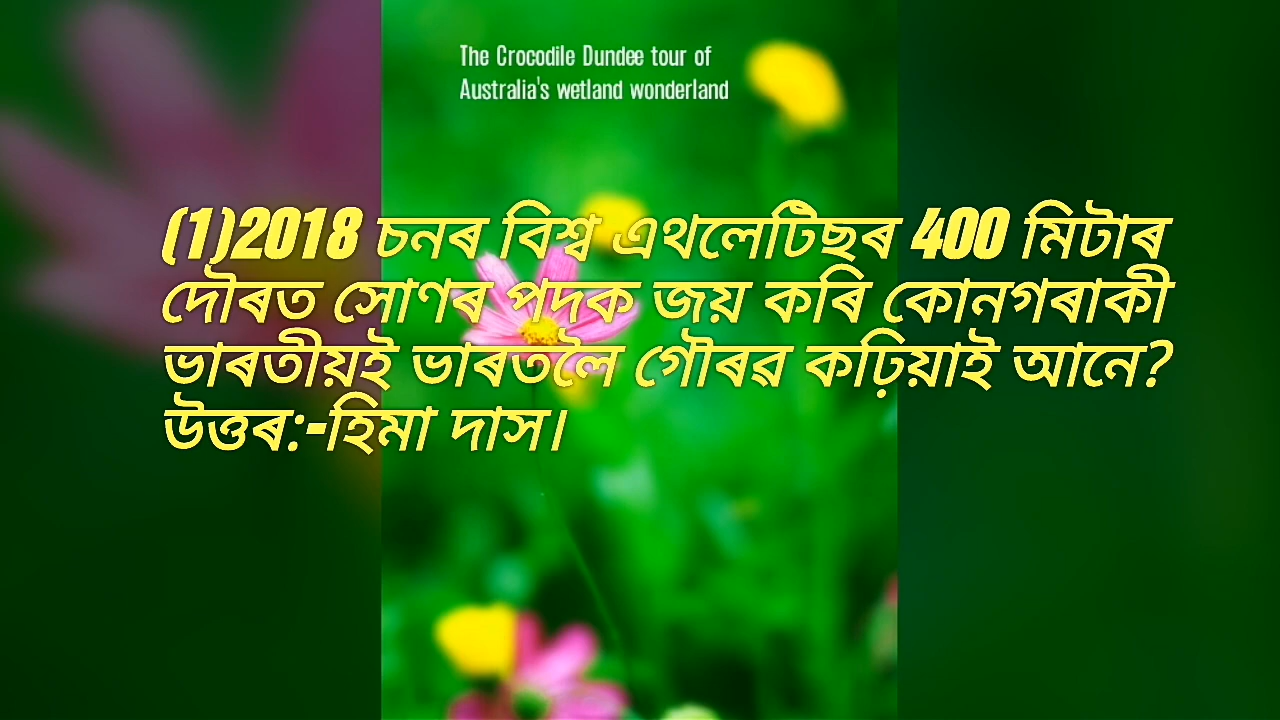 The Crocodile Dundee tour of
Australia's wetland wonderland
(1)2018 চনৰ বিশ্ব এথলেটিছৰ 400 মিটাৰ
দৌৰত সোণৰ পদক জয় কৰি কোনগৰাকী
ভাৰতীয়ই ভাৰতলৈ গৌৰৱ কঢ়িয়াই আনে?
উত্তৰ:-হিমা দাস।